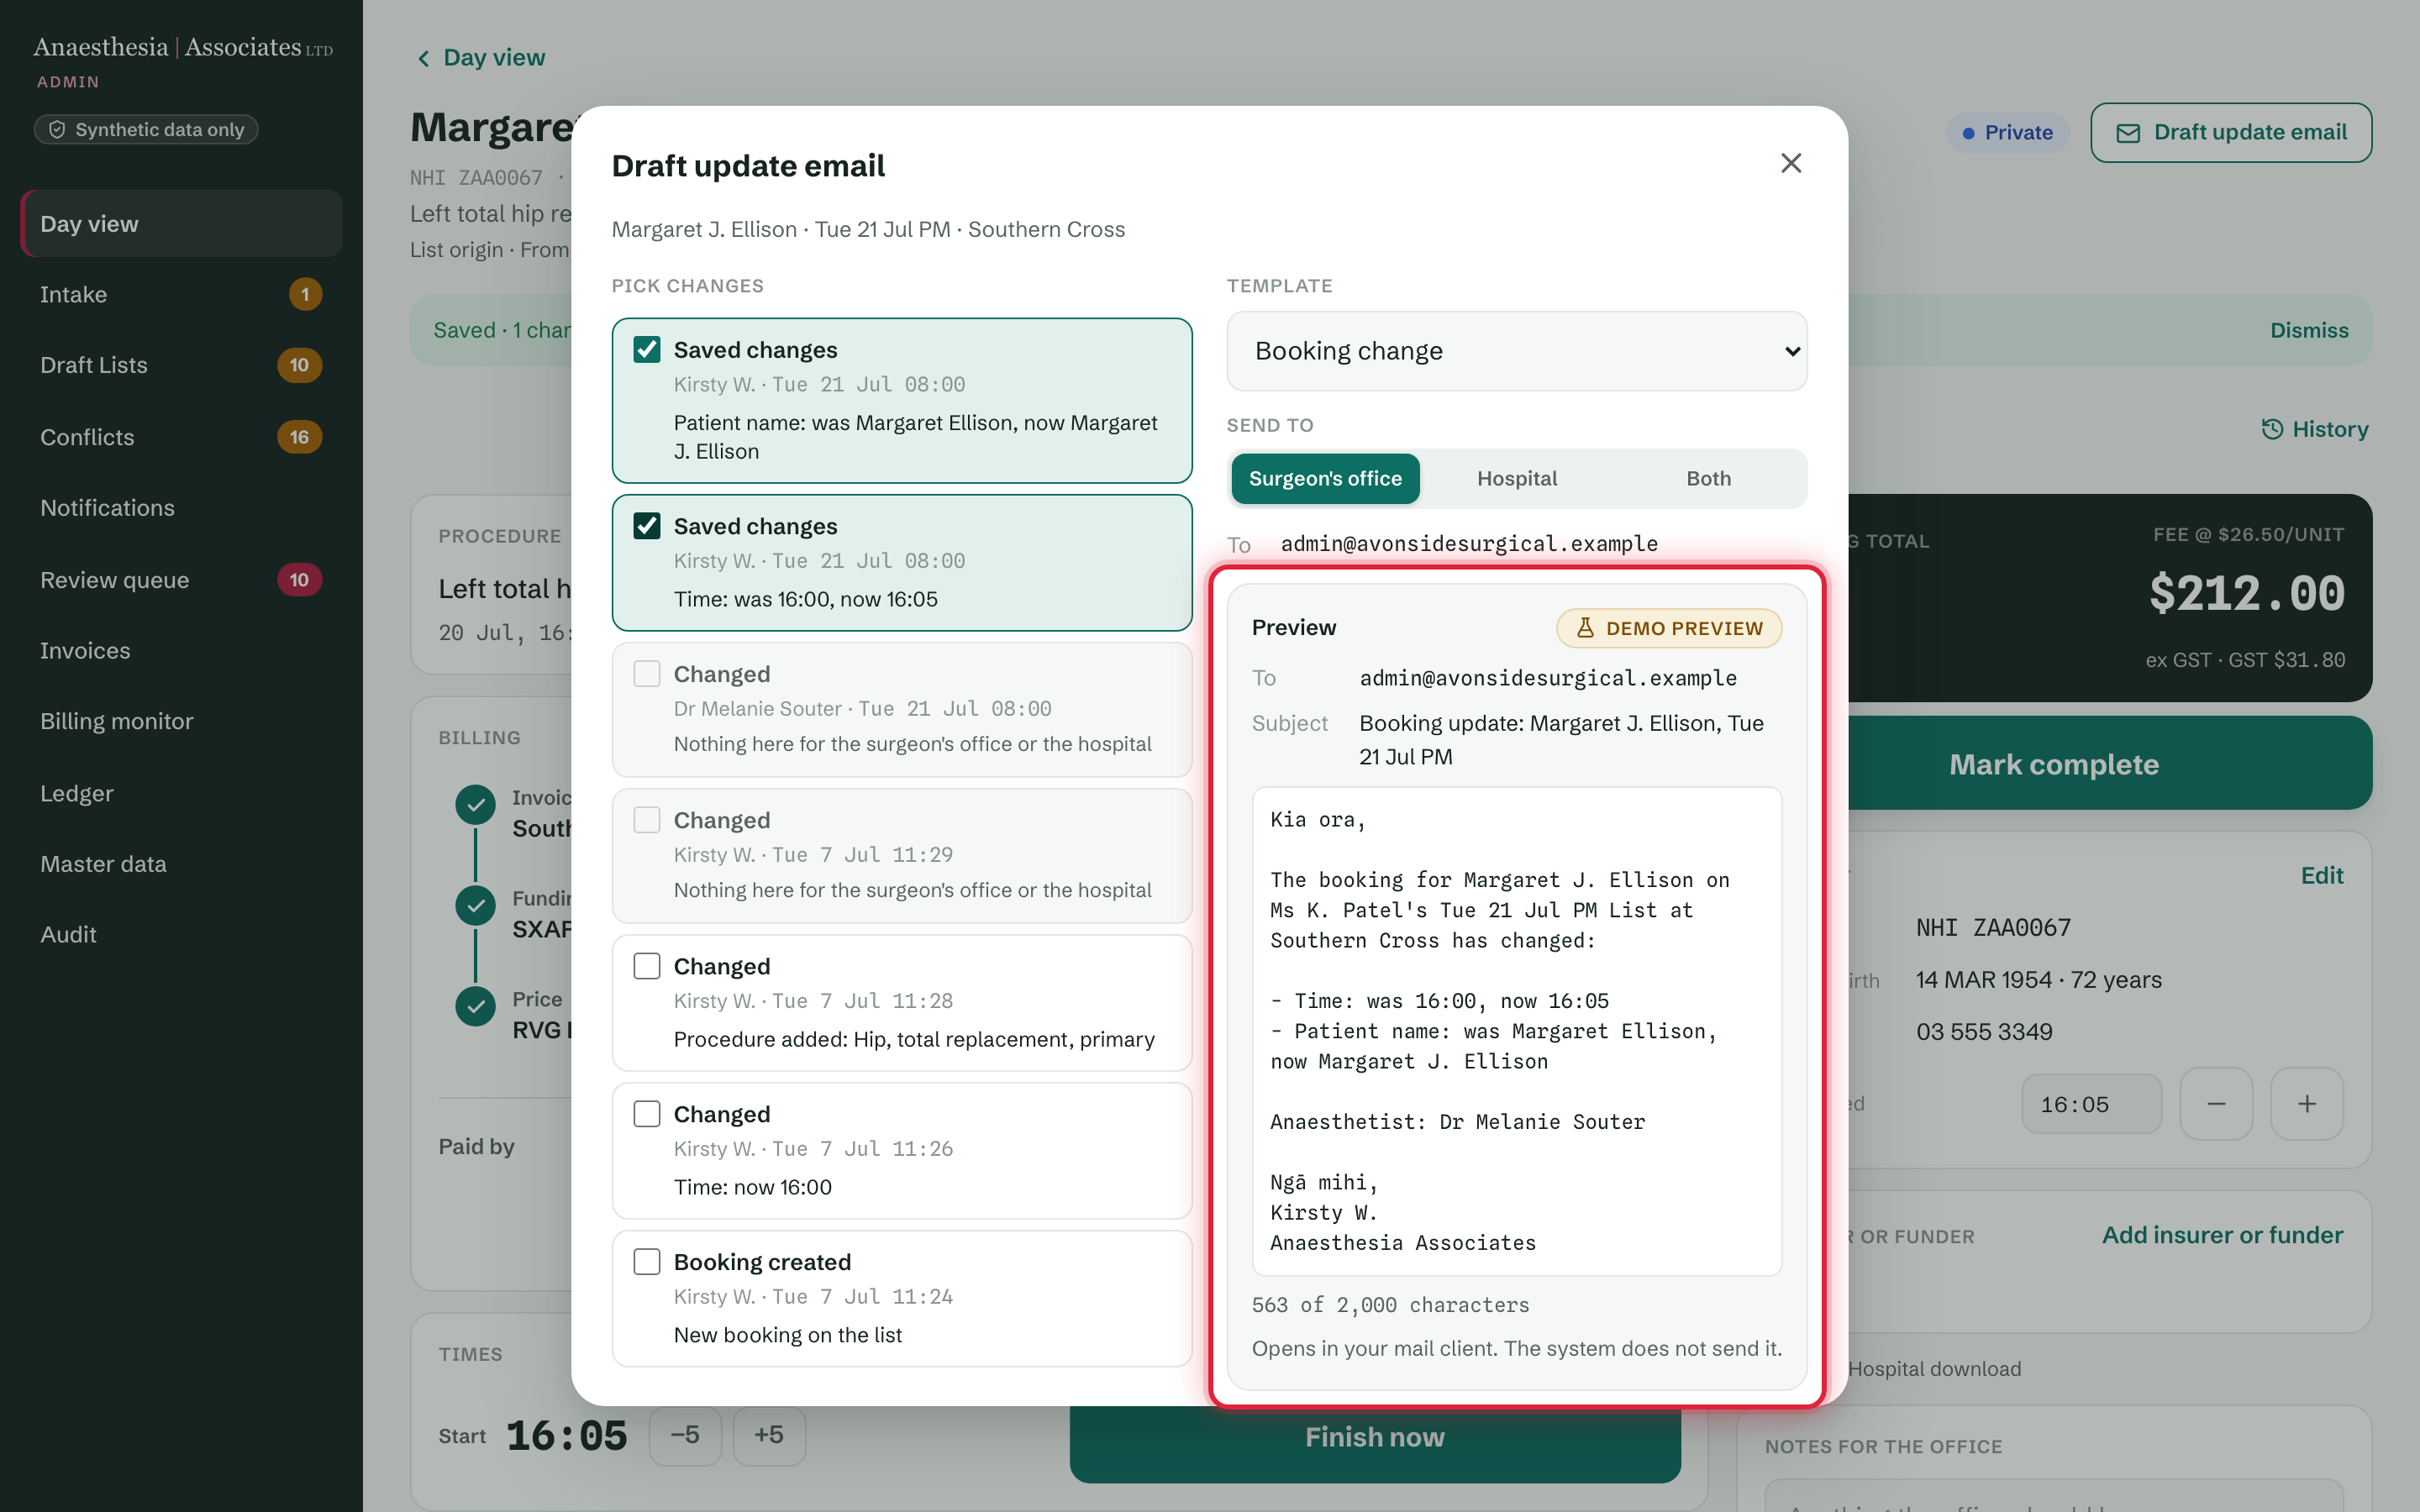 Anaesthesia | Associates LTD
ADMIN
Synthetic data only
Day view
Intake 1
Draft Lists 10
Conflicts 16
Notifications
Review queue 10
Invoices
Billing monitor
Ledger
Master data
Audit
Day view
NHI ZAA0067 ·
Left total hip
List origin · From
Private
Draft update email
Saved · 1
Dismiss
History
PROCEDURE
Left total
20 Jul,
BILLING
Price
RVG
Paid by
TIMES
Start 16:05 −5 +5
Finish now
TOTAL
FEE @ $26.50/UNIT
$212.00
ex GST · GST $31.80
Mark complete
Edit
NHI ZAA0067
14 MAR 1954 · 72 years
03 555 3349
16:05 − +
OR FUNDER
Add insurer or funder
Hospital download
NOTES FOR THE OFFICE
Draft update email
Margaret J. Ellison · Tue 21 Jul PM · Southern Cross
PICK CHANGES
Saved changes
Kirsty W. · Tue 21 Jul 08:00
Patient name: was Margaret Ellison, now Margaret
J. Ellison
Saved changes
Kirsty W. · Tue 21 Jul 08:00
Time: was 16:00, now 16:05
Changed
Dr Melanie Souter · Tue 21 Jul 08:00
Nothing here for the surgeon's office or the hospital
Changed
Kirsty W. · Tue 7 Jul 11:29
Nothing here for the surgeon's office or the hospital
Changed
Kirsty W. · Tue 7 Jul 11:28
Procedure added: Hip, total replacement, primary
Changed
Kirsty W. · Tue 7 Jul 11:26
Time: now 16:00
Booking created
Kirsty W. · Tue 7 Jul 11:24
New booking on the list
TEMPLATE
Booking change
SEND TO
Surgeon's office Hospital Both
To admin@avonsidesurgical.example
Preview
DEMO PREVIEW
To admin@avonsidesurgical.example
Subject Booking update: Margaret J. Ellison, Tue
21 Jul PM
Kia ora,
The booking for Margaret J. Ellison on
Ms K. Patel's Tue 21 Jul PM List at
Southern Cross has changed:
- Time: was 16:00, now 16:05
- Patient name: was Margaret Ellison,
now Margaret J. Ellison
Anaesthetist: Dr Melanie Souter
Ngā mihi,
Kirsty W.
Anaesthesia Associates
563 of 2,000 characters
Opens in your mail client. The system does not send it.